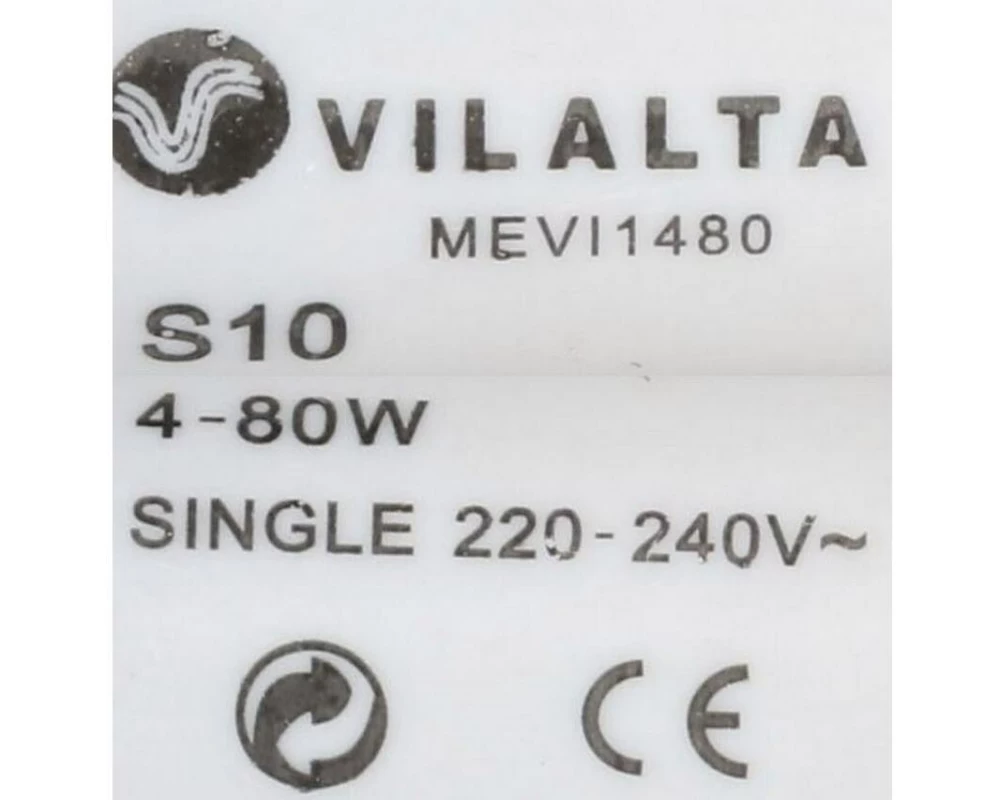 VILALTA
MEVI1480
S10
4-80W
SINGLE 220-240V~
CE